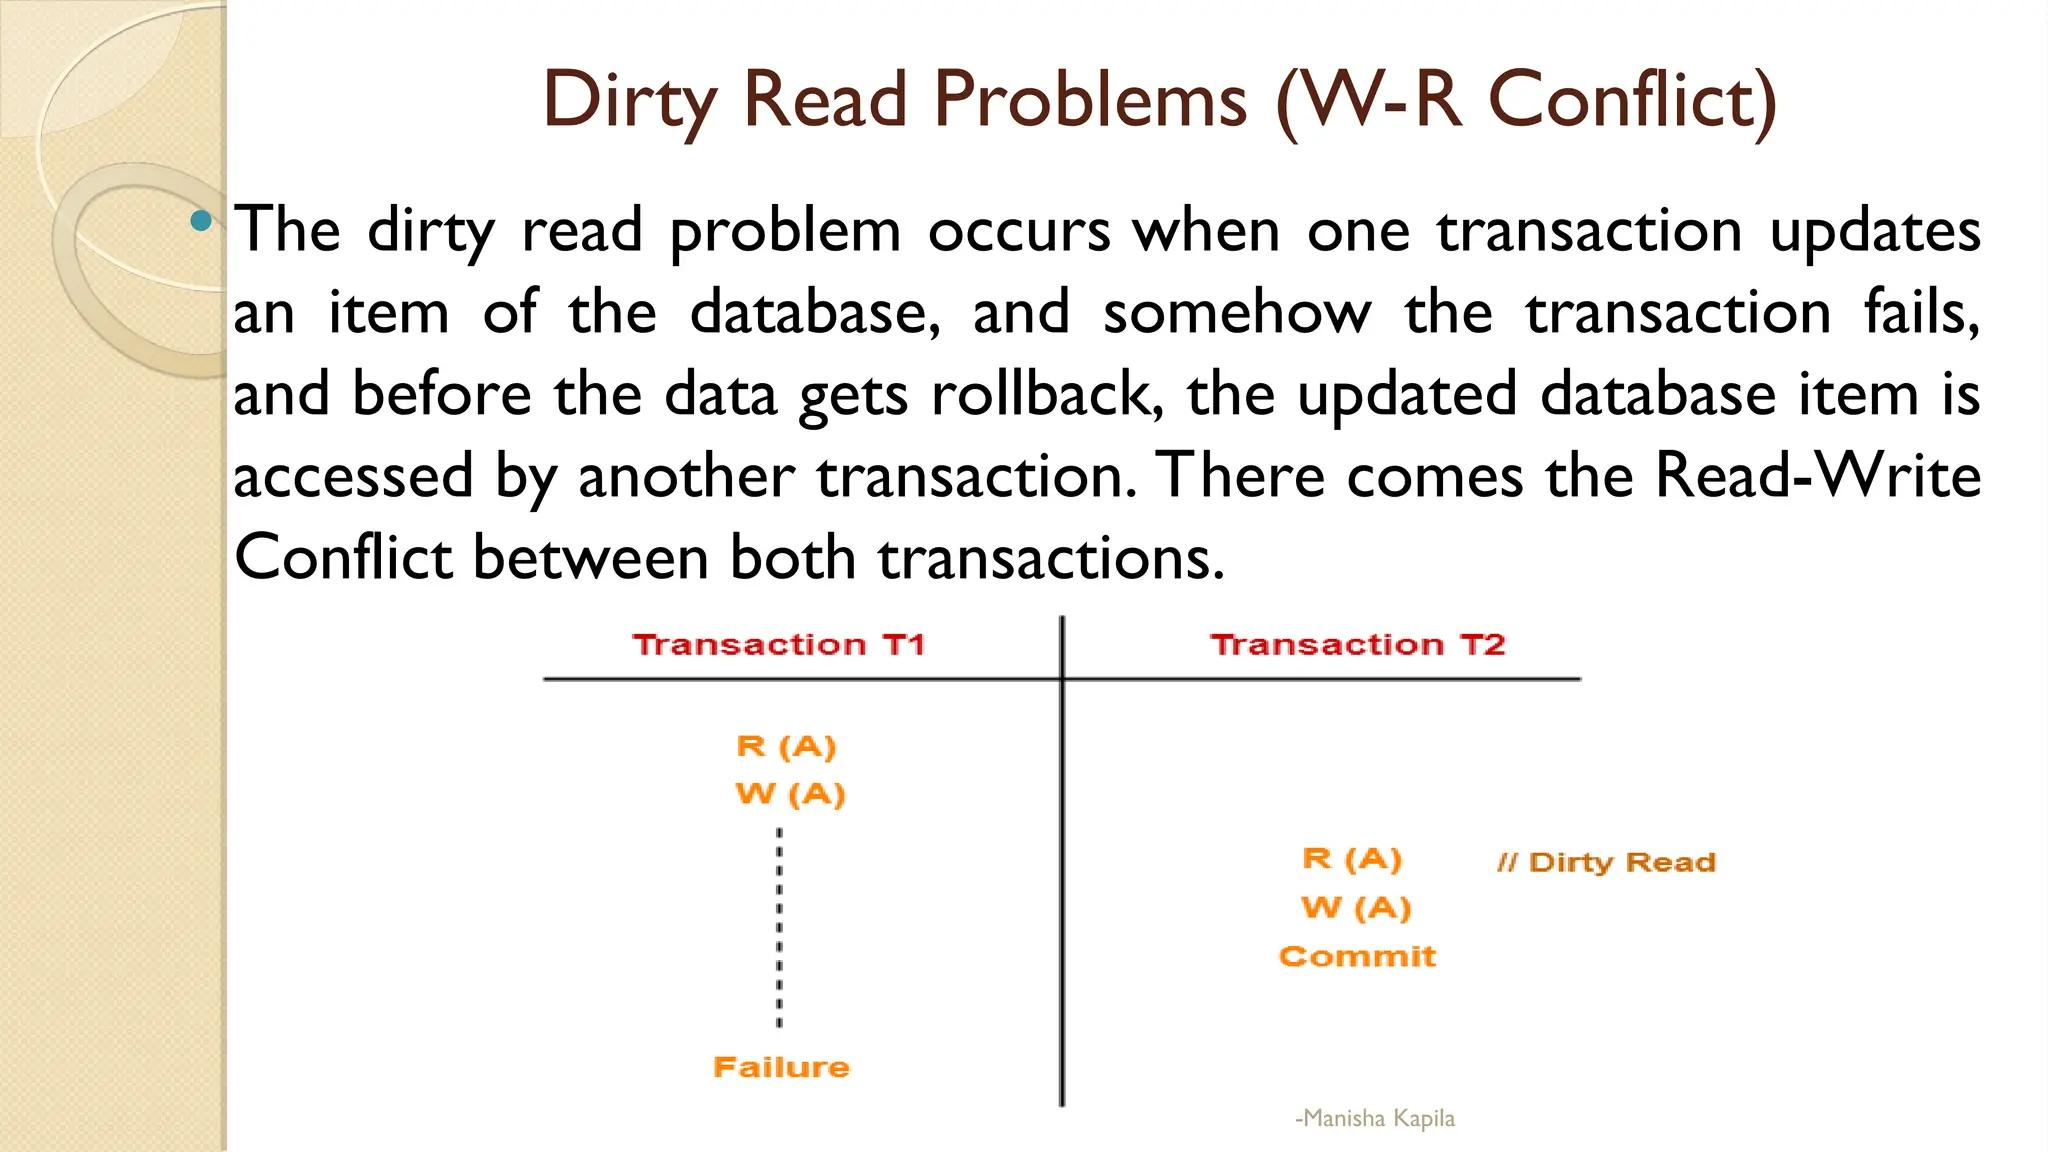 Dirty Read Problems (W-R Conflict)
• The dirty read problem occurs when one transaction updates
an item of the database, and somehow the transaction fails,
and before the data gets rollback, the updated database item is
accessed by another transaction. There comes the Read-Write
Conflict between both transactions.
Transaction T1 Transaction T2
R (A)
W (A)
R (A) // Dirty Read
W (A)
Commit
Failure
-Manisha Kapila